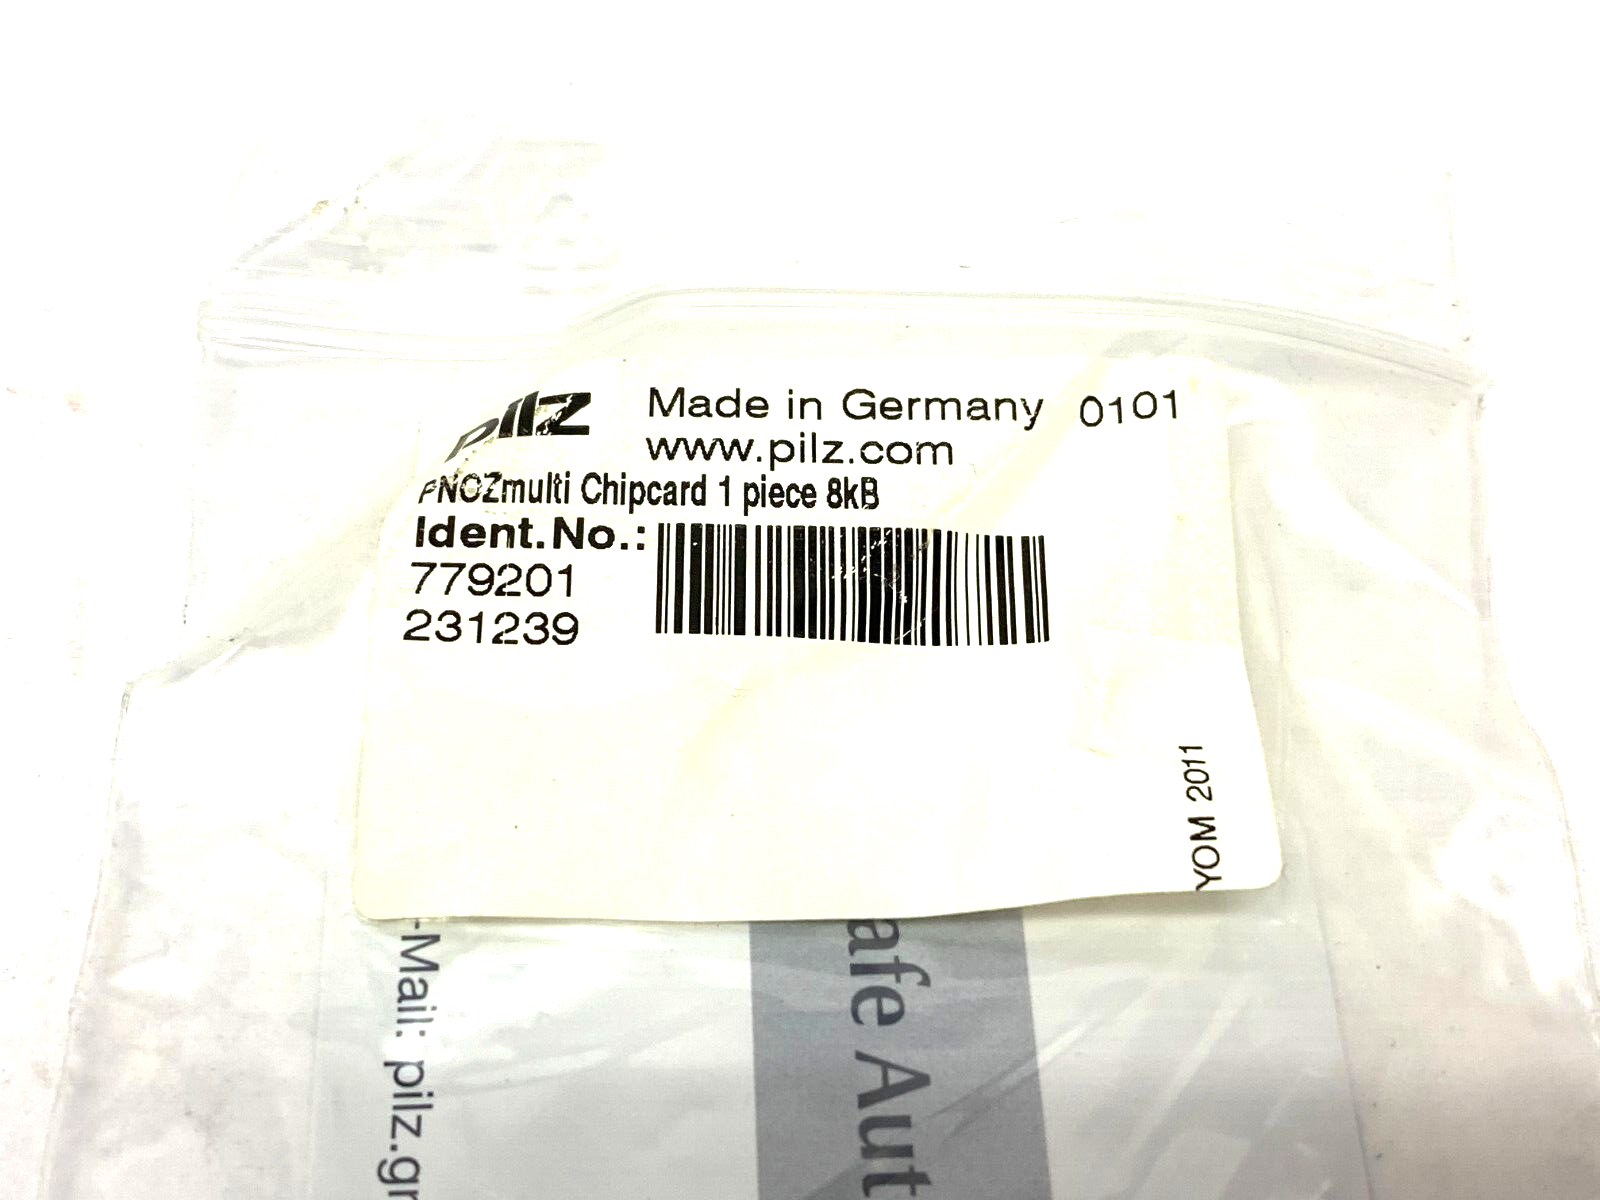 pilz
Made in Germany 0101
www.pilz.com
PNOZmulti Chipcard 1 piece 8kB
Ident.No.:
779201
231239
YOM 2011
-Mail: pilz.gr
afe Aut